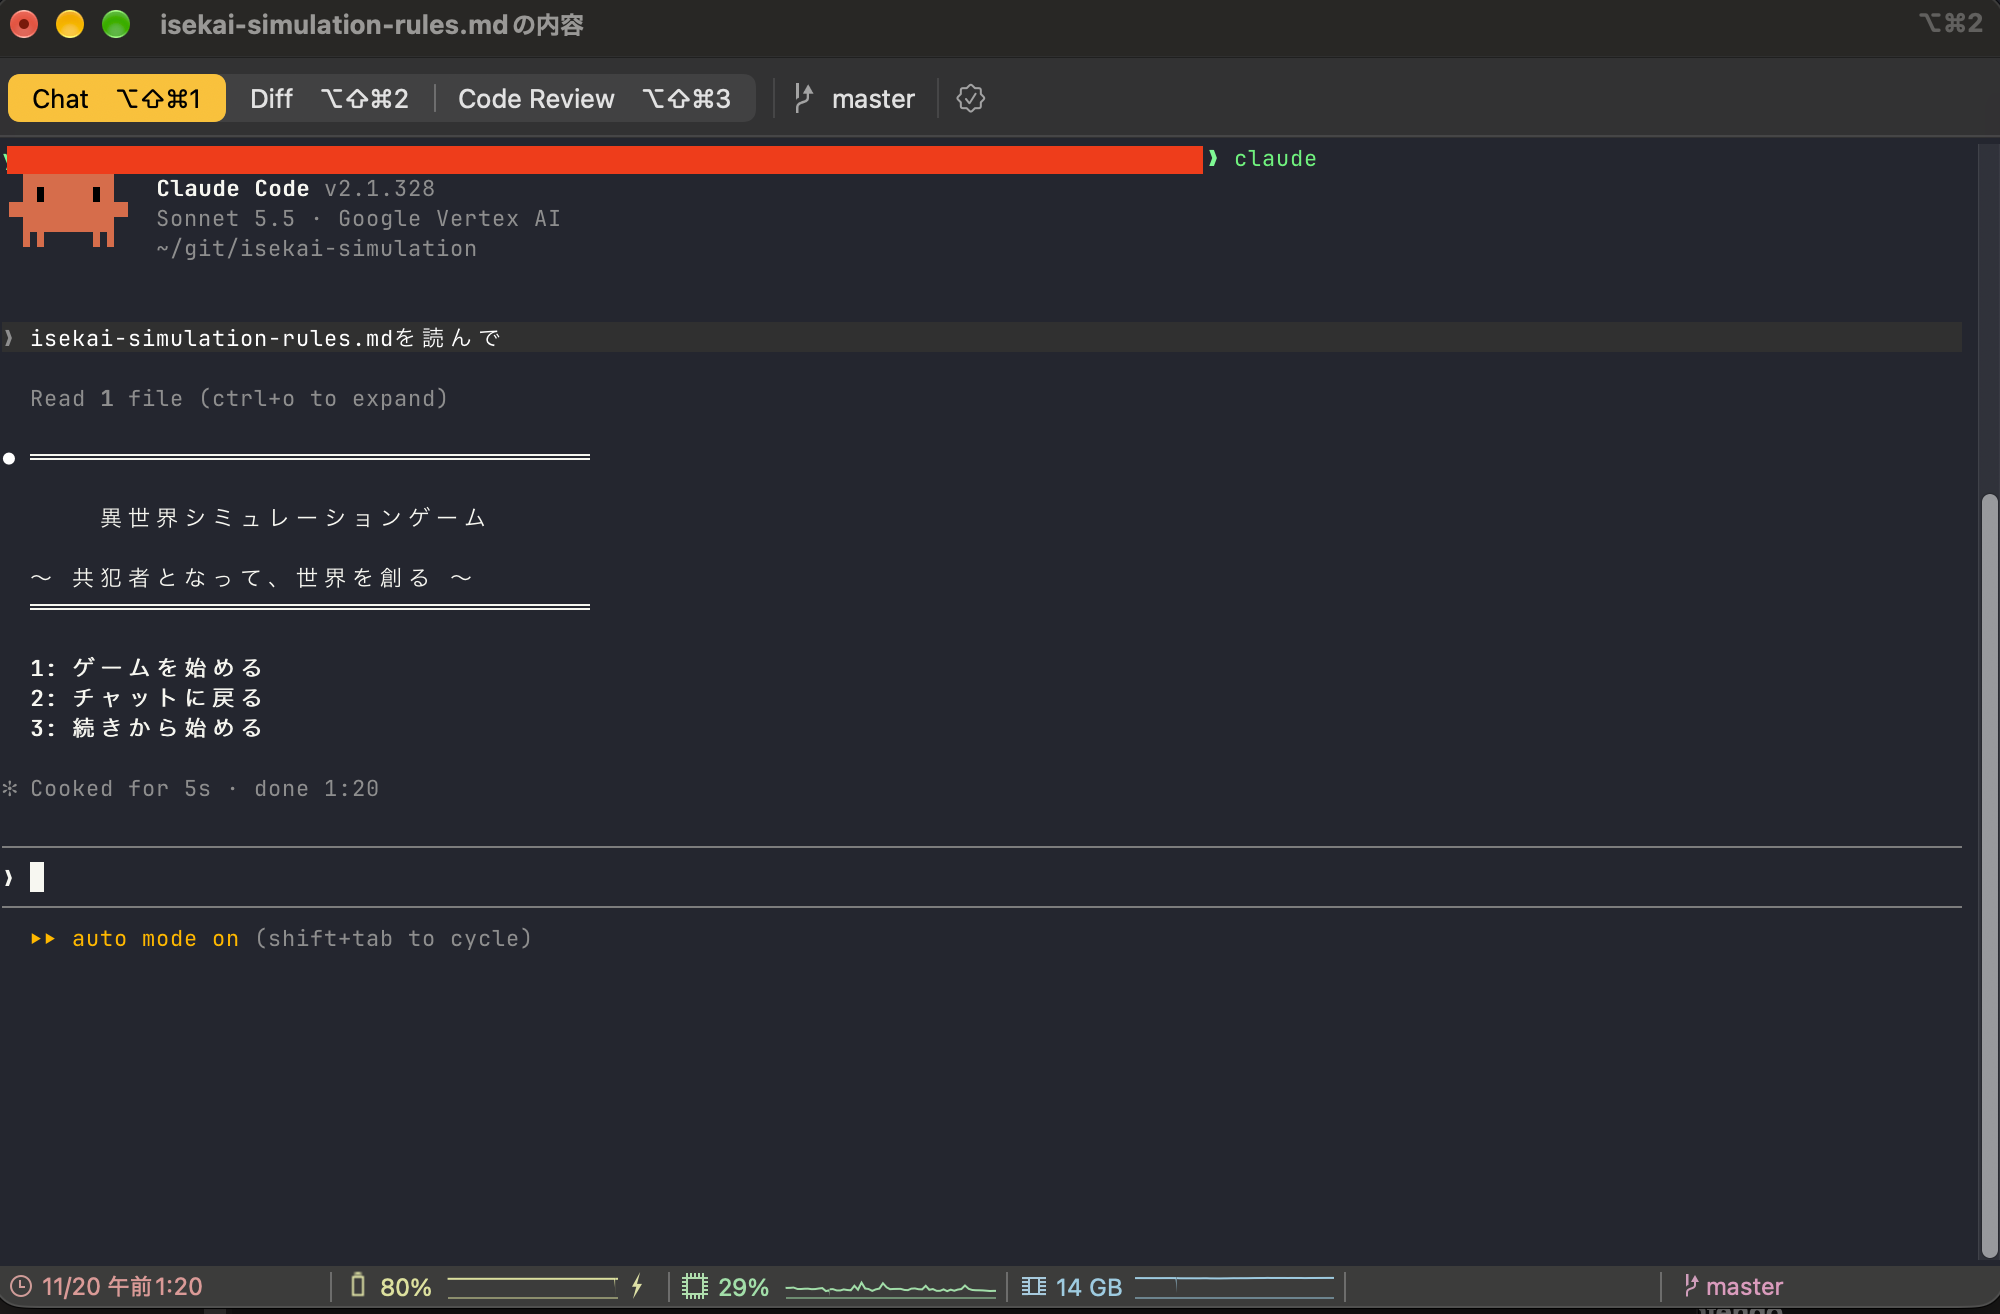 isekai-simulation-rules.mdの内容
⌥⌘2
Chat ⌥⇧⌘1
Diff ⌥⇧⌘2
Code Review ⌥⇧⌘3
master
❯ claude
Claude Code v2.1.328
Sonnet 5.5 · Google Vertex AI
~/git/isekai-simulation
❯ isekai-simulation-rules.mdを読んで
Read 1 file (ctrl+o to expand)
異世界シミュレーションゲーム
〜 共犯者となって、世界を創る 〜
1: ゲームを始める
2: チャットに戻る
3: 続きから始める
✻ Cooked for 5s · done 1:20
❯
⏵⏵ auto mode on (shift+tab to cycle)
11/20 午前1:20
80%
29%
14 GB
master